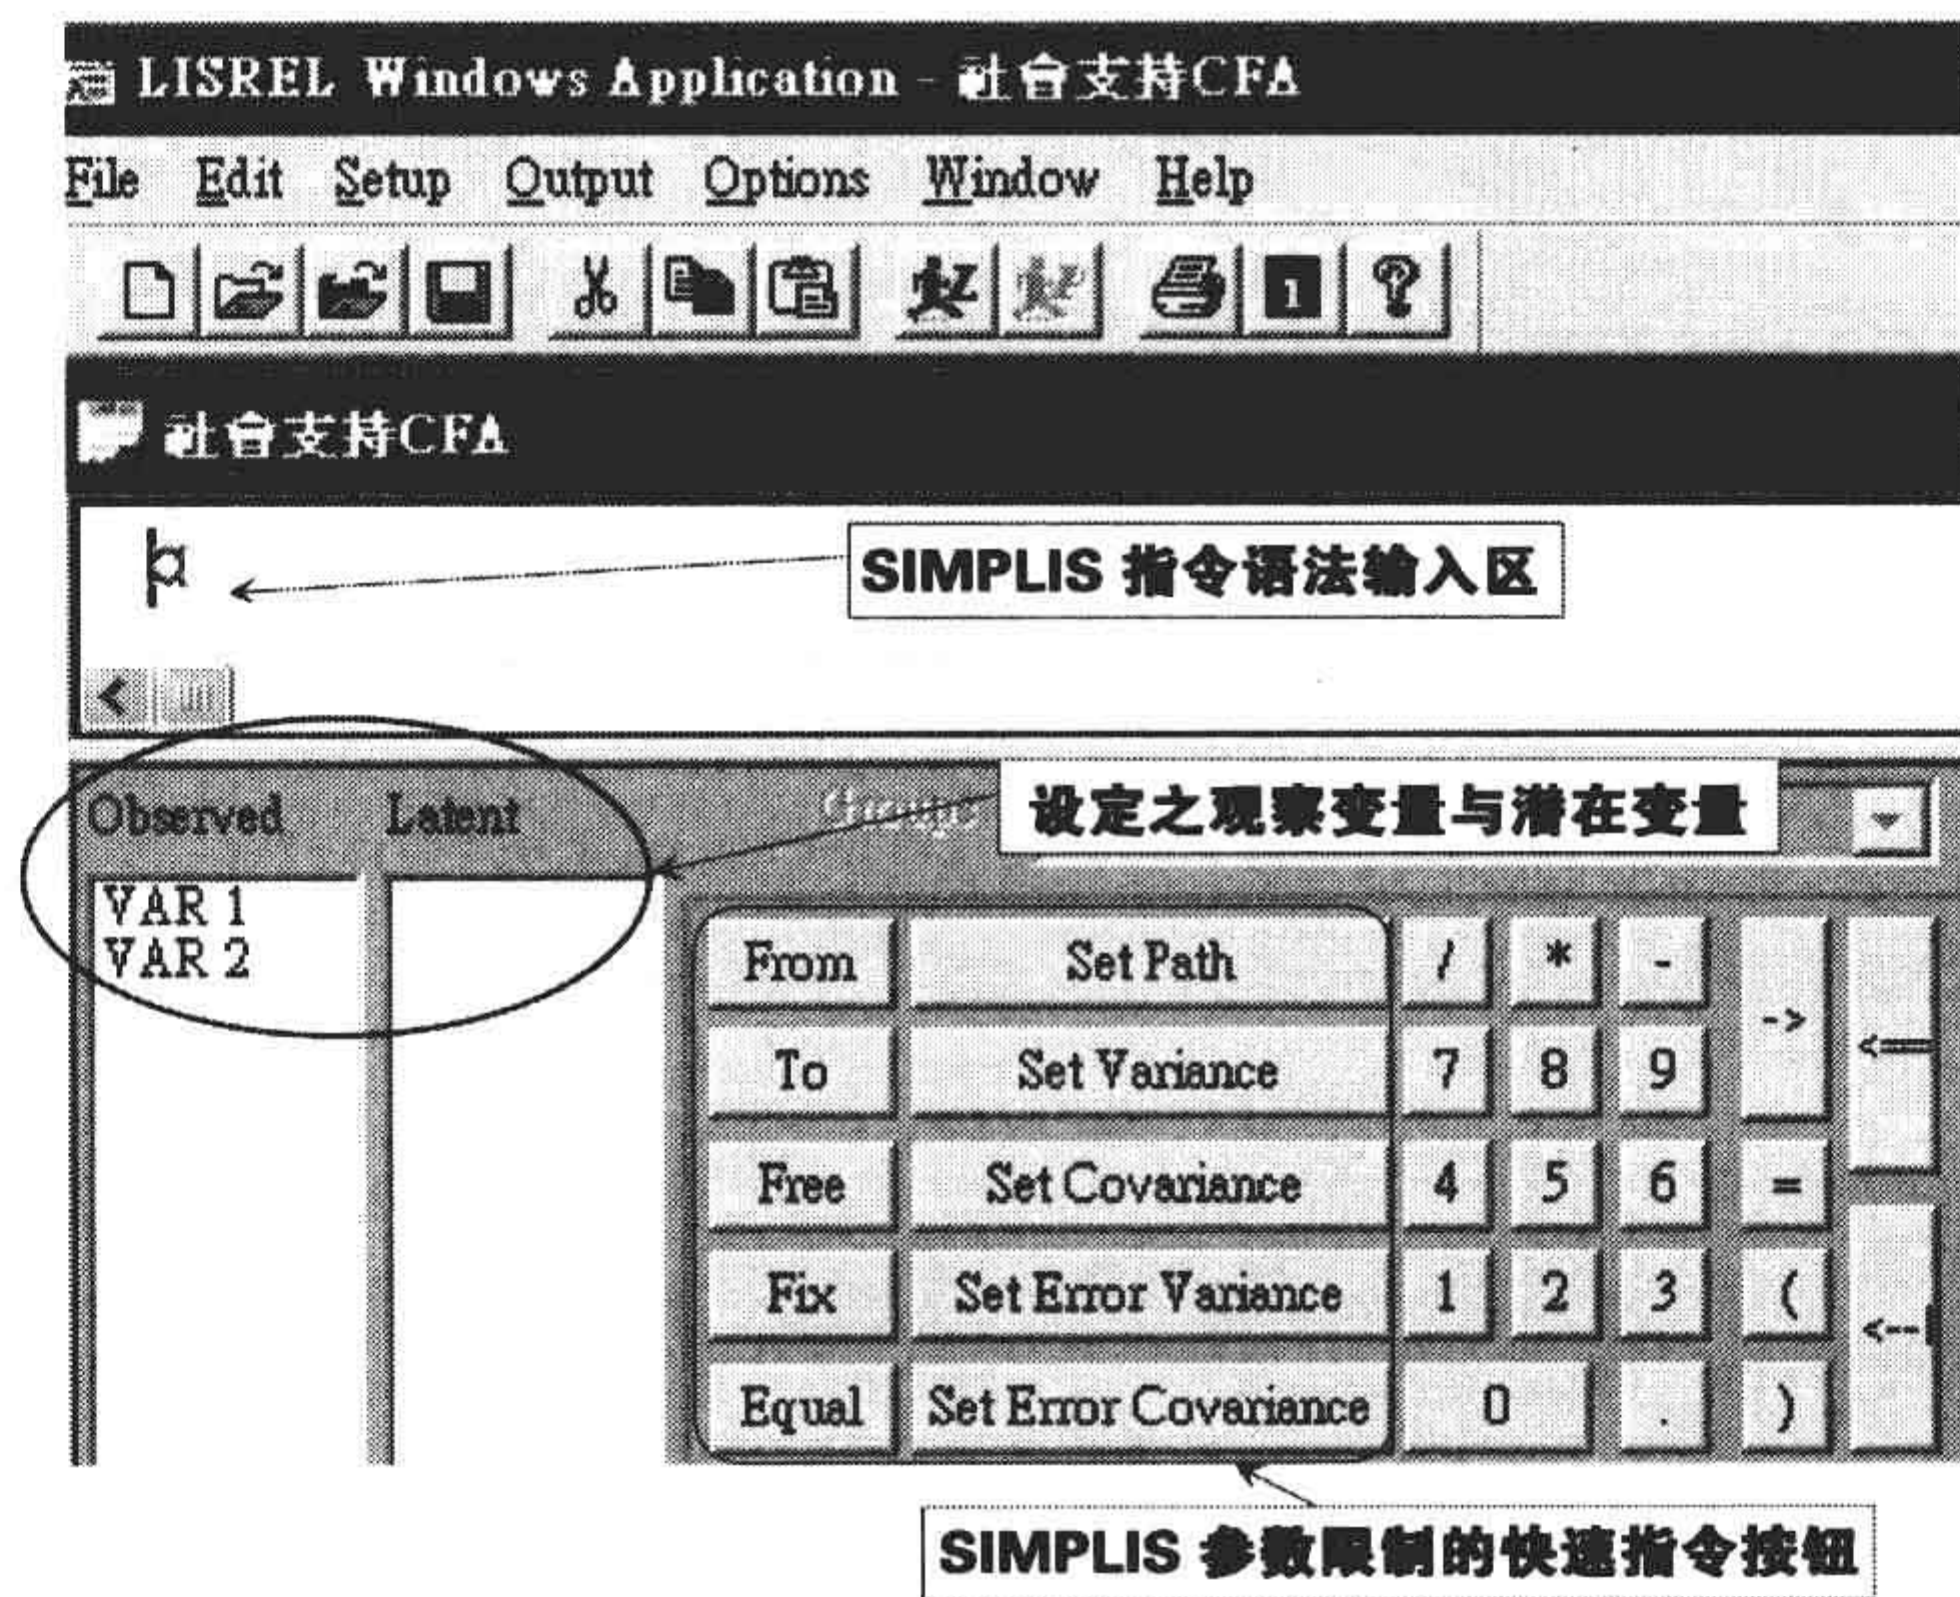 LISREL Windows Application - 社會支持CFA
File Edit Setup Output Options Window Help
社會支持CFA
SIMPLIS 指令语法输入区
Observed Latent Groups 设定之观察变量与潜在变量
VAR 1
VAR 2
From Set Path / * - -> <===
To Set Variance 7 8 9
Free Set Covariance 4 5 6 =
Fix Set Error Variance 1 2 3 ( <--
Equal Set Error Covariance 0 . )
SIMPLIS 参数限制的快速指令按钮